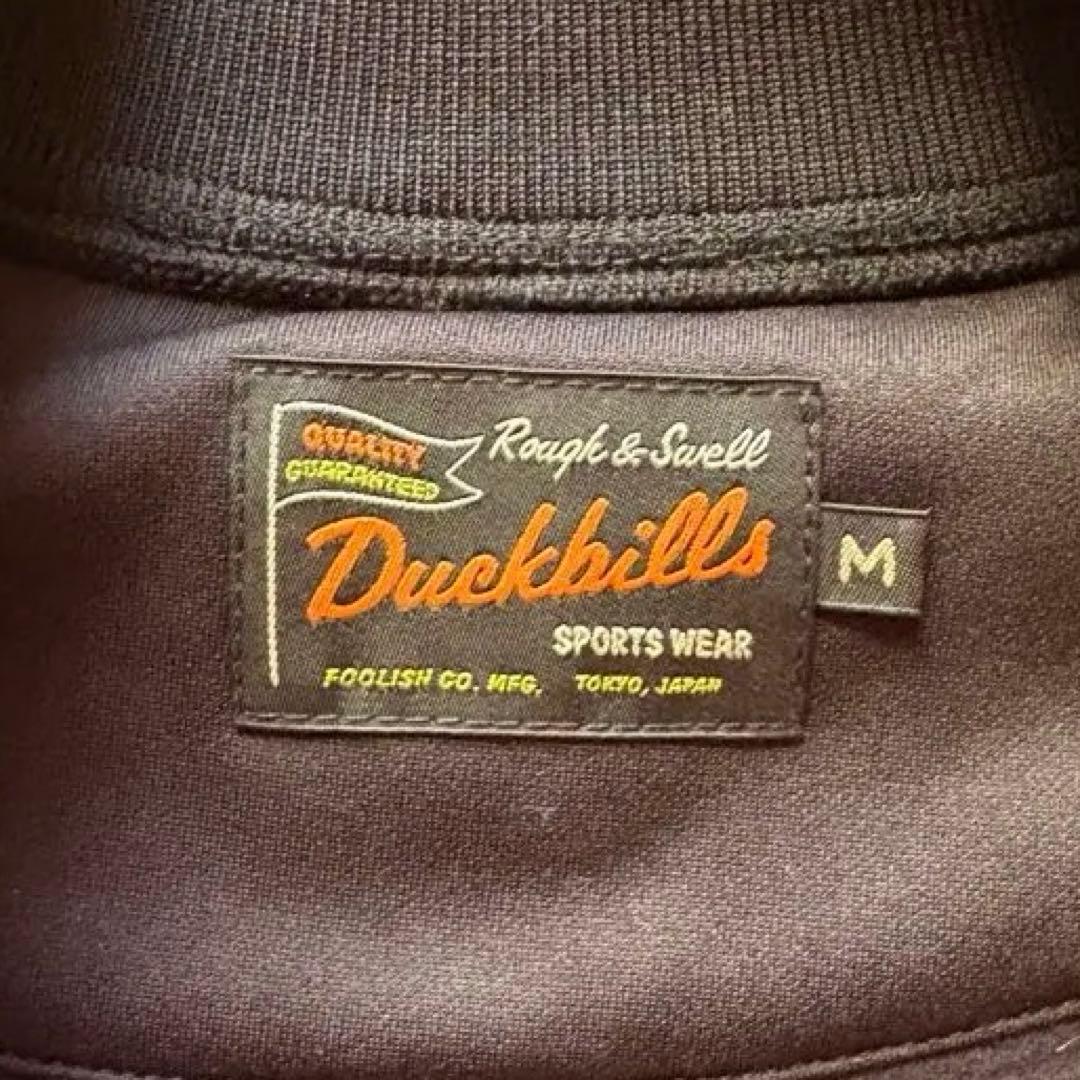 QUALITY
GUARANTEED
Rough & Swell
Duckbills
SPORTS WEAR
FOOLISH CO. MFG. TOKYO, JAPAN
M